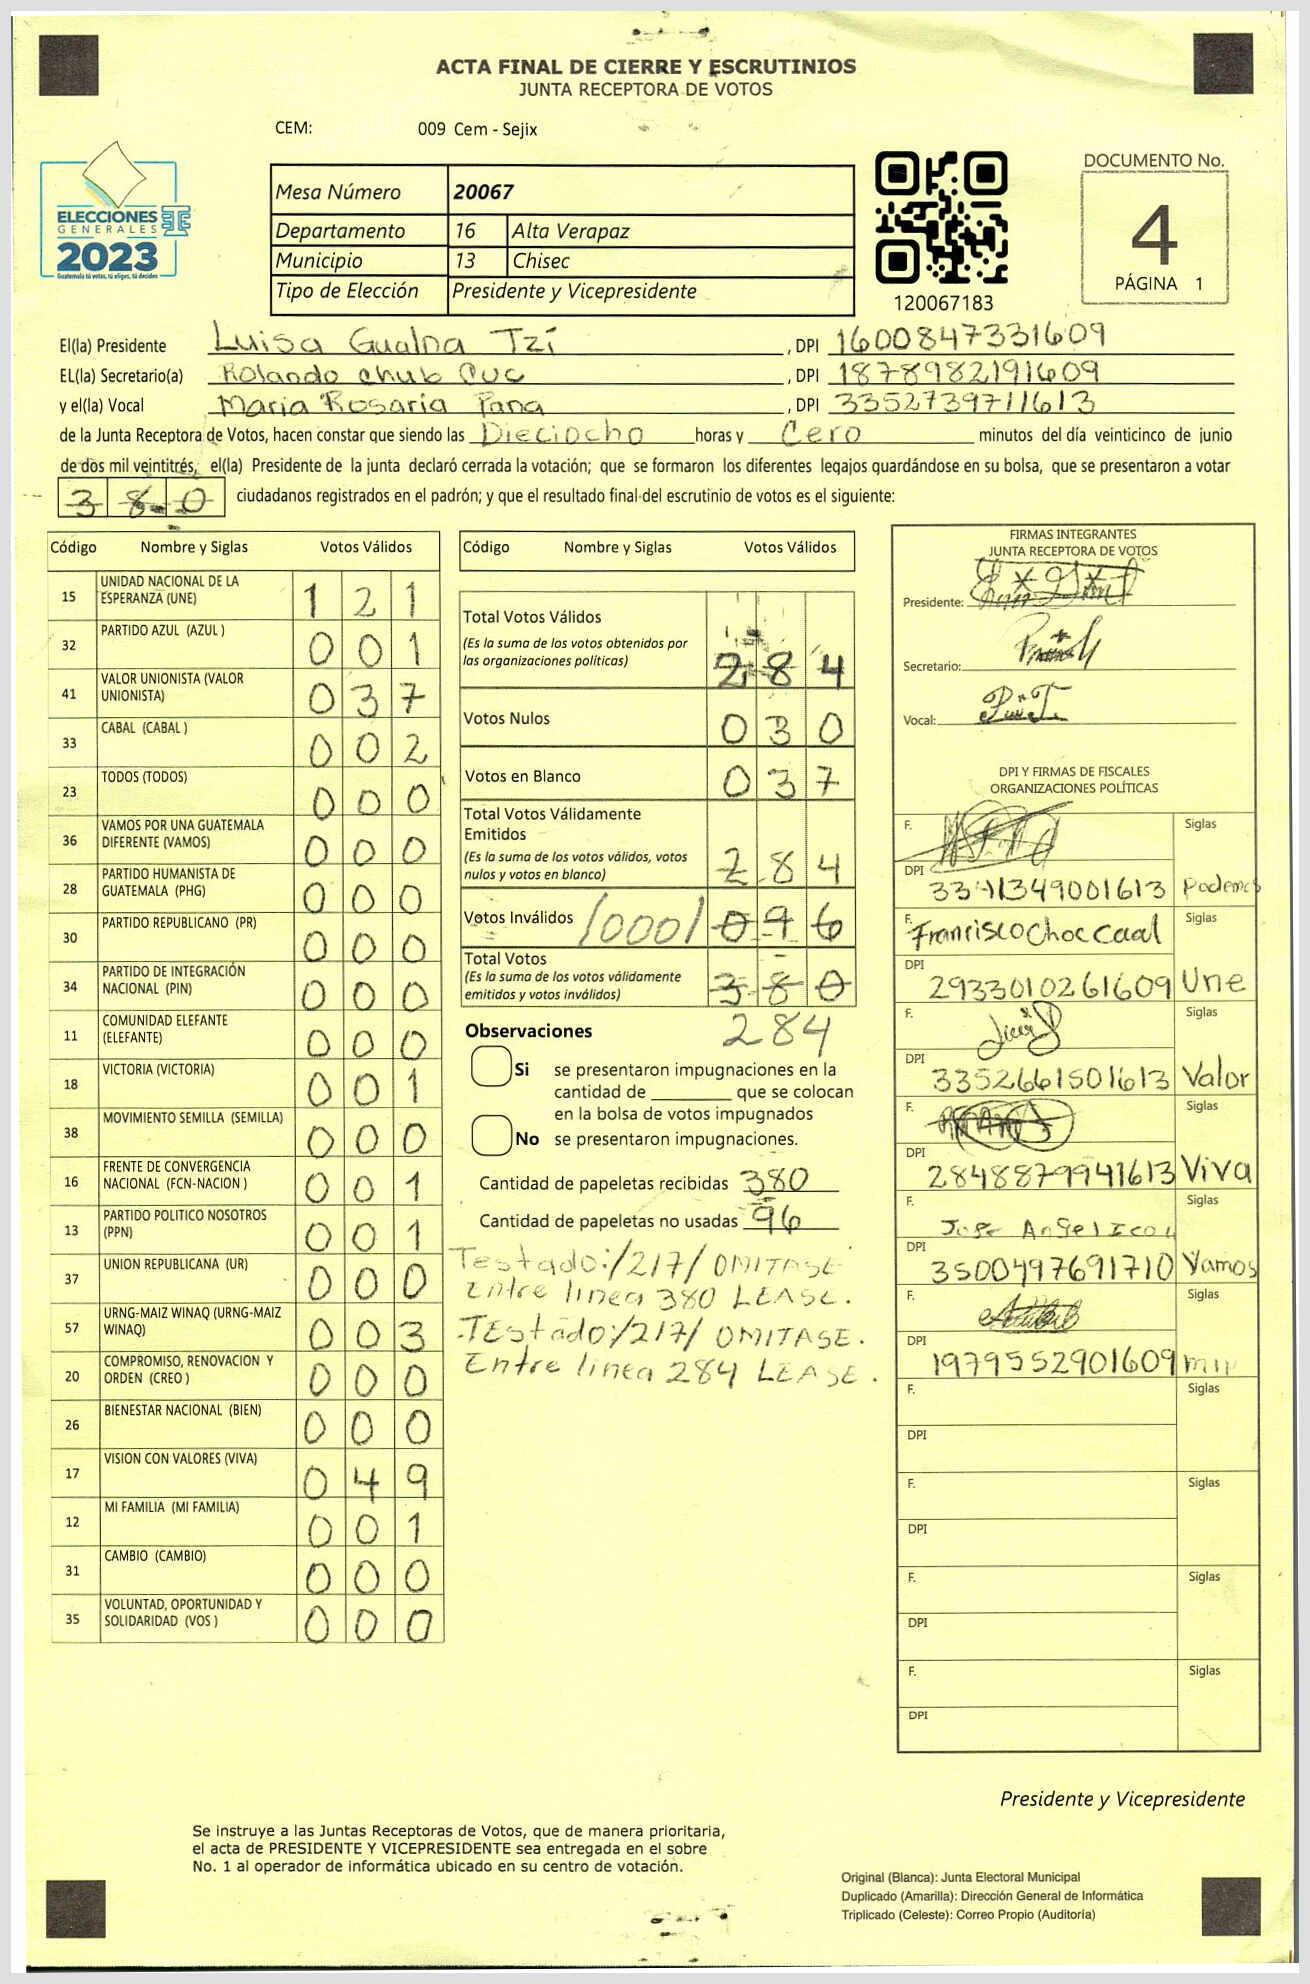 ACTA FINAL DE CIERRE Y ESCRUTINIOS
JUNTA RECEPTORA DE VOTOS
CEM: 009 Cem - Sejix
ELECCIONES
GENERALES
2023
Guatemala tú votas, tú eliges, tú decides
Mesa Número 20067
Departamento 16 Alta Verapaz
Municipio 13 Chisec
Tipo de Elección Presidente y Vicepresidente
120067183
DOCUMENTO No.
4
PÁGINA 1
El(la) Presidente Luisa Gualna Tzí , DPI 1600847331609
EL(la) Secretario(a) Rolando chub Cuc , DPI 1878982191609
y el(la) Vocal Maria Rosaria Pana , DPI 3352739711613
de la Junta Receptora de Votos, hacen constar que siendo las Dieciocho horas y Cero minutos del día veinticinco de junio
de dos mil veintitrés, el(la) Presidente de la junta declaró cerrada la votación; que se formaron los diferentes legajos guardándose en su bolsa, que se presentaron a votar
380 ciudadanos registrados en el padrón; y que el resultado final del escrutinio de votos es el siguiente:
Código Nombre y Siglas Votos Válidos
15 UNIDAD NACIONAL DE LA ESPERANZA (UNE) 1 2 1
32 PARTIDO AZUL (AZUL ) 0 0 1
41 VALOR UNIONISTA (VALOR UNIONISTA) 0 3 7
33 CABAL (CABAL ) 0 0 2
23 TODOS (TODOS) 0 0 0
36 VAMOS POR UNA GUATEMALA DIFERENTE (VAMOS) 0 0 0
28 PARTIDO HUMANISTA DE GUATEMALA (PHG) 0 0 0
30 PARTIDO REPUBLICANO (PR) 0 0 0
34 PARTIDO DE INTEGRACIÓN NACIONAL (PIN) 0 0 0
11 COMUNIDAD ELEFANTE (ELEFANTE) 0 0 0
18 VICTORIA (VICTORIA) 0 0 1
38 MOVIMIENTO SEMILLA (SEMILLA) 0 0 0
16 FRENTE DE CONVERGENCIA NACIONAL (FCN-NACION ) 0 0 1
13 PARTIDO POLITICO NOSOTROS (PPN) 0 0 1
37 UNION REPUBLICANA (UR) 0 0 0
57 URNG-MAIZ WINAQ (URNG-MAIZ WINAQ) 0 0 3
20 COMPROMISO, RENOVACION Y ORDEN (CREO ) 0 0 0
26 BIENESTAR NACIONAL (BIEN) 0 0 0
17 VISION CON VALORES (VIVA) 0 4 9
12 MI FAMILIA (MI FAMILIA) 0 0 1
31 CAMBIO (CAMBIO) 0 0 0
35 VOLUNTAD, OPORTUNIDAD Y SOLIDARIDAD (VOS ) 0 0 0
Código Nombre y Siglas Votos Válidos
Total Votos Válidos
(Es la suma de los votos obtenidos por
las organizaciones políticas) 2 8 4
Votos Nulos 0 3 0
Votos en Blanco 0 3 7
Total Votos Válidamente
Emitidos
(Es la suma de los votos válidos, votos
nulos y votos en blanco) 2 8 4
Votos Inválidos /000/ 0 9 6
Total Votos
(Es la suma de los votos válidamente
emitidos y votos inválidos) 3 8 0
284
Observaciones
Si se presentaron impugnaciones en la
cantidad de ________ que se colocan
en la bolsa de votos impugnados
No se presentaron impugnaciones.
Cantidad de papeletas recibidas 380
Cantidad de papeletas no usadas 96
Testado:/217/ OMITASE
Entre linea 380 LEASE.
-TEstado:/217/ OMITASE.
Entre linea 284 LEASE.
FIRMAS INTEGRANTES
JUNTA RECEPTORA DE VOTOS
Presidente:
Secretario:
Vocal:
DPI Y FIRMAS DE FISCALES
ORGANIZACIONES POLÍTICAS
F. Siglas
DPI 3341349001613 Podemos
F. Francisco Choc Caal Siglas
DPI 2933010261609 Une
F. Siglas
DPI 3352661501613 Valor
F. Siglas
DPI 2848879941613 Viva
F. Jose Angel Icou Siglas
DPI 3500497691710 Vamos
F. Siglas
DPI 1979552901609
F. Siglas
DPI
F. Siglas
DPI
F. Siglas
DPI
F. Siglas
DPI
Presidente y Vicepresidente
Se instruye a las Juntas Receptoras de Votos, que de manera prioritaria,
el acta de PRESIDENTE Y VICEPRESIDENTE sea entregada en el sobre
No. 1 al operador de informática ubicado en su centro de votación.
Original (Blanca): Junta Electoral Municipal
Duplicado (Amarilla): Dirección General de Informática
Triplicado (Celeste): Correo Propio (Auditoría)